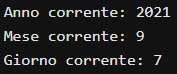 Anno corrente: 2021
Mese corrente: 9
Giorno corrente: 7